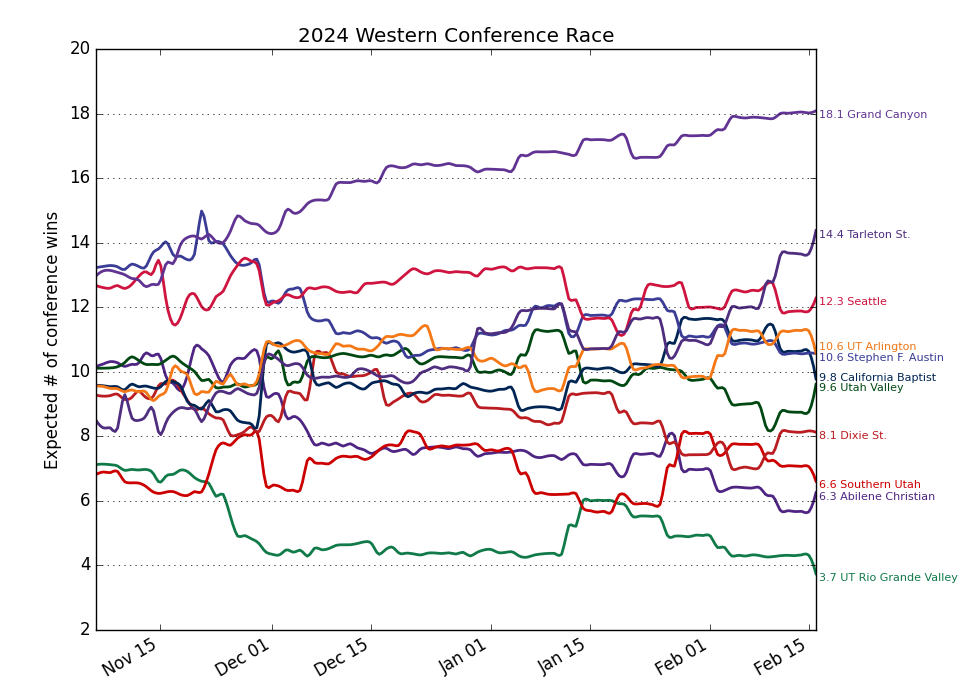 2024 Western Conference Race
Expected # of conference wins
20
18
16
14
12
10
8
6
4
2
Nov 15
Dec 01
Dec 15
Jan 01
Jan 15
Feb 01
Feb 15
18.1 Grand Canyon
14.4 Tarleton St.
12.3 Seattle
10.6 UT Arlington
10.6 Stephen F. Austin
9.8 California Baptist
9.6 Utah Valley
8.1 Dixie St.
6.6 Southern Utah
6.3 Abilene Christian
3.7 UT Rio Grande Valley